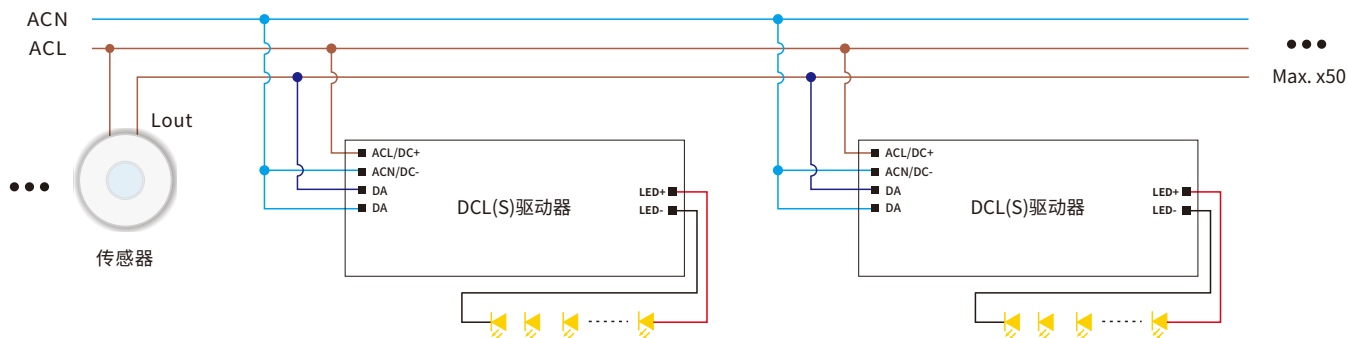 ACN
ACL
Max. x50
Lout
传感器
ACL/DC+
ACN/DC-
DA
DA
DCL(S)驱动器
LED+
LED-
ACL/DC+
ACN/DC-
DA
DA
DCL(S)驱动器
LED+
LED-